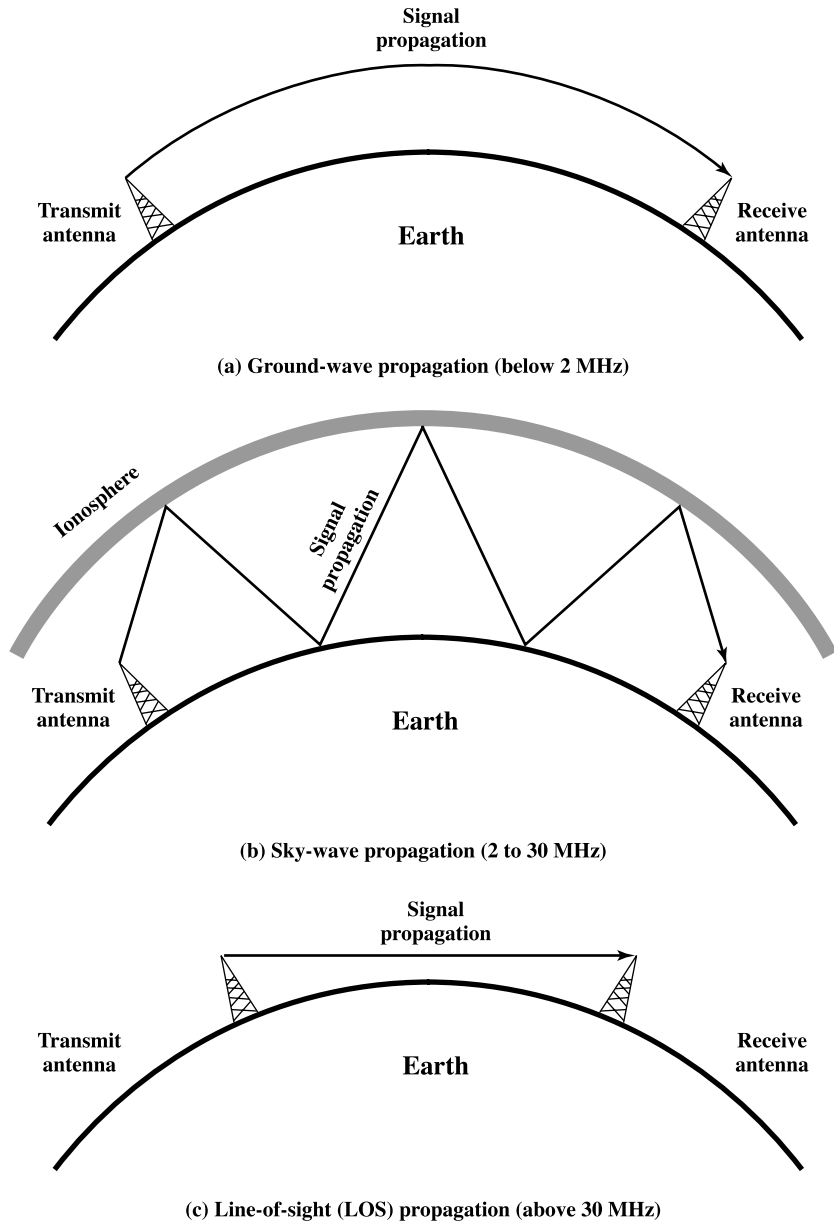 Signal
propagation
Transmit
antenna
Earth
Receive
antenna
(a) Ground-wave propagation (below 2 MHz)
Ionosphere
Signal
propagation
Transmit
antenna
Earth
Receive
antenna
(b) Sky-wave propagation (2 to 30 MHz)
Signal
propagation
Transmit
antenna
Earth
Receive
antenna
(c) Line-of-sight (LOS) propagation (above 30 MHz)